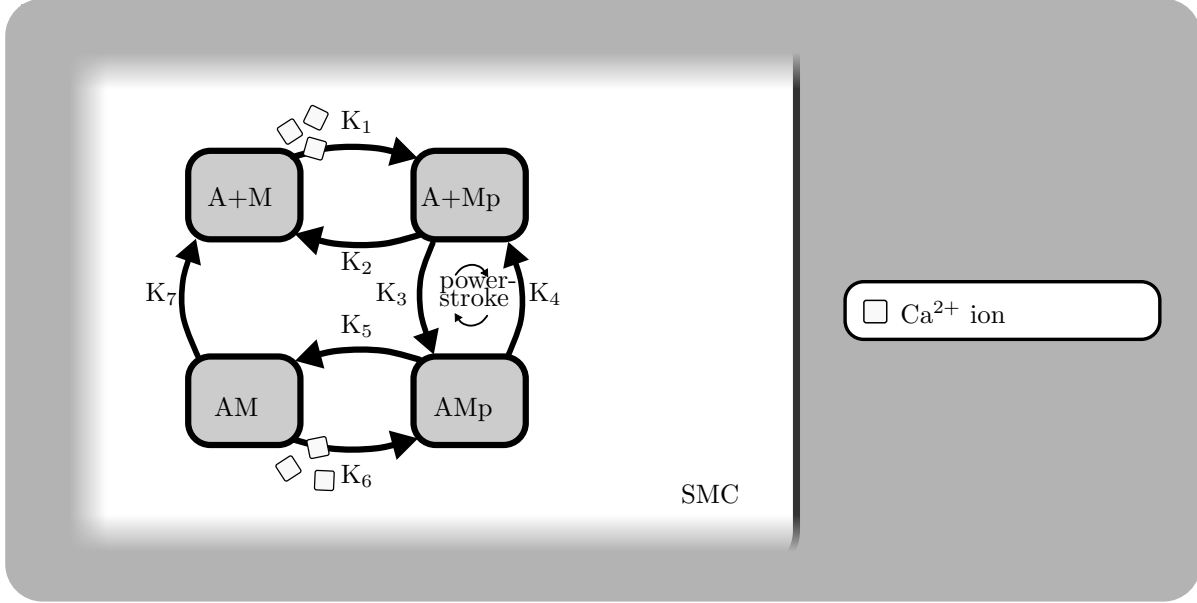 K₁
A+M
A+Mp
K₂
K₇
K₃
power-
stroke
K₄
K₅
AM
AMp
K₆
SMC
Ca²⁺ ion